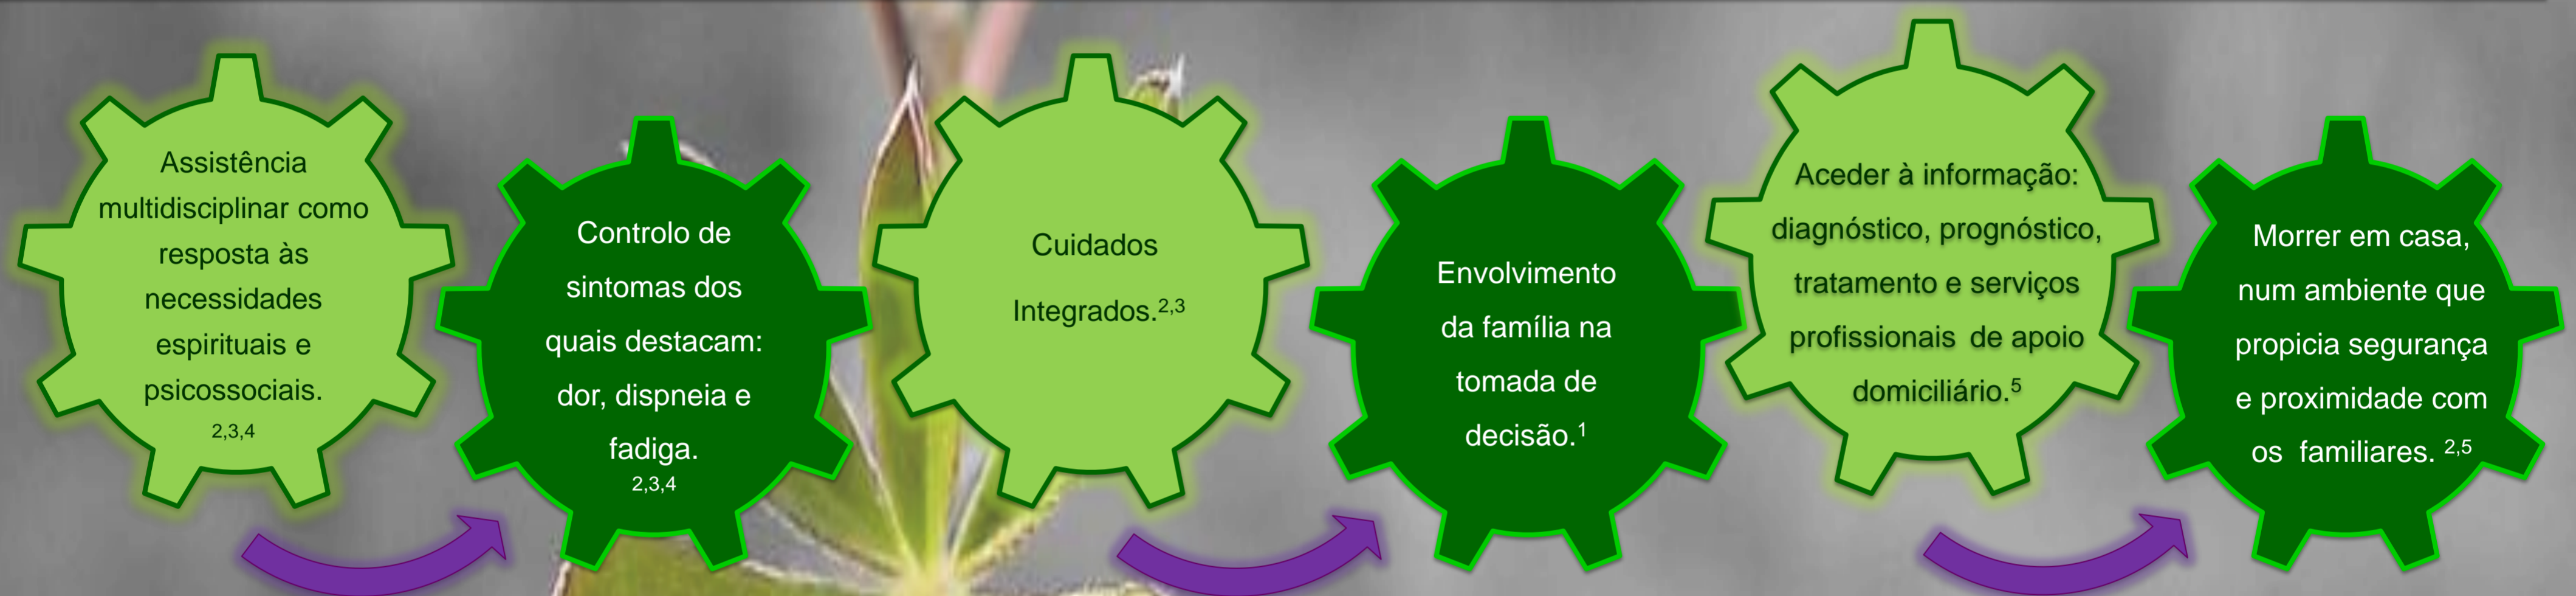 Assistência
multidisciplinar como
resposta às
necessidades
espirituais e
psicossociais.
2,3,4
Controlo de
sintomas dos
quais destacam:
dor, dispneia e
fadiga.
2,3,4
Cuidados
Integrados.2,3
Envolvimento
da família na
tomada de
decisão.1
Aceder à informação:
diagnóstico, prognóstico,
tratamento e serviços
profissionais de apoio
domiciliário.5
Morrer em casa,
num ambiente que
propicia segurança
e proximidade com
os familiares. 2,5